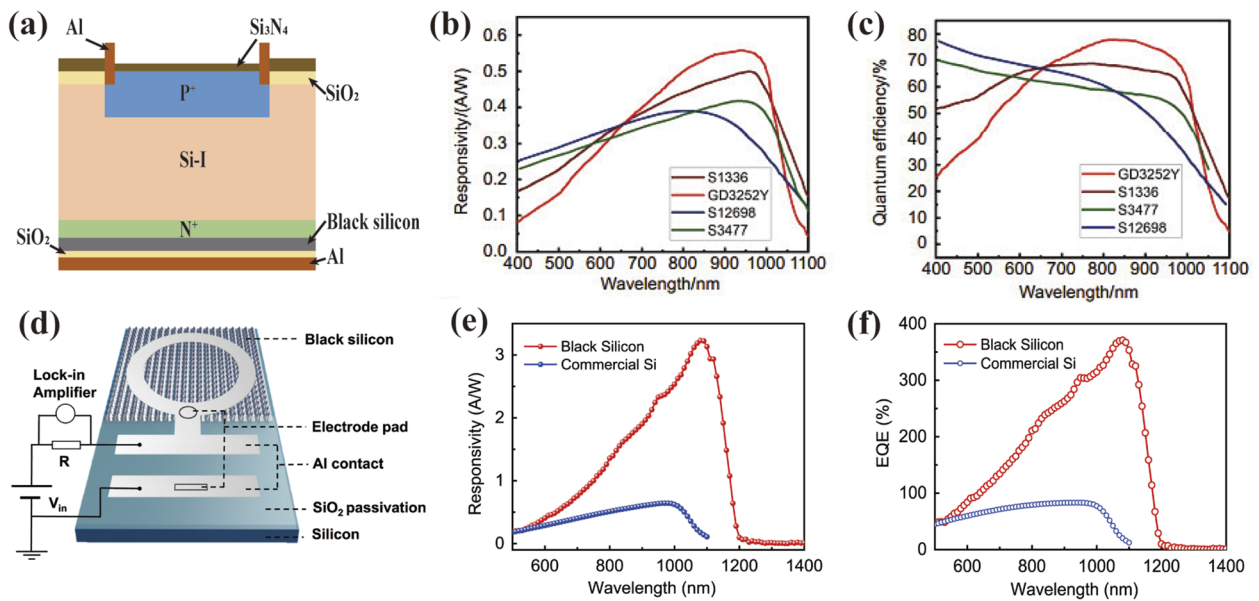 (a)
Al
Si₃N₄
P⁺
SiO₂
Si-I
N⁺
Black silicon
SiO₂
Al
(b)
Responsivity/(A/W)
0.6
0.5
0.4
0.3
0.2
0.1
0.0
S1336
GD3252Y
S12698
S3477
400 500 600 700 800 900 1000 1100
Wavelength/nm
(c)
Quantum efficiency/%
80
70
60
50
40
30
20
10
0
GD3252Y
S1336
S3477
S12698
400 500 600 700 800 900 1000 1100
Wavelength/nm
(d)
Black silicon
Lock-in
Amplifier
Electrode pad
R
Al contact
Vin
SiO₂ passivation
Silicon
(e)
Responsivity (A/W)
3
2
1
0
Black Silicon
Commercial Si
600 800 1000 1200 1400
Wavelength (nm)
(f)
EQE (%)
400
300
200
100
0
Black Silicon
Commercial Si
600 800 1000 1200 1400
Wavelength (nm)